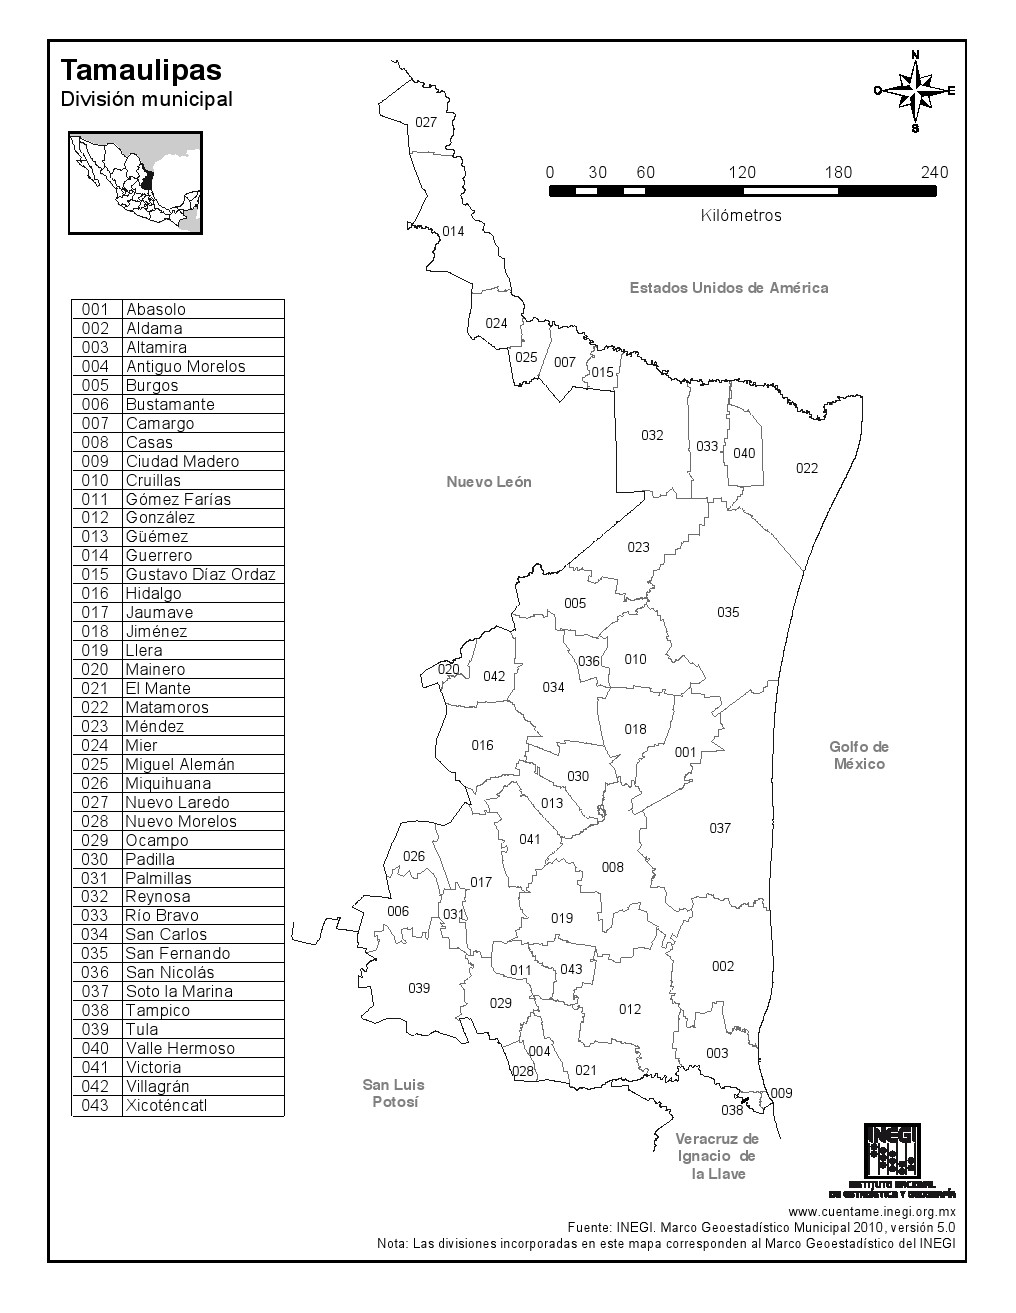 Tamaulipas
División municipal
N
O E
S
0 30 60 120 180 240
Kilómetros
Estados Unidos de América
Nuevo León
Golfo de
México
San Luis
Potosí
Veracruz de
Ignacio de
la Llave
001 Abasolo
002 Aldama
003 Altamira
004 Antiguo Morelos
005 Burgos
006 Bustamante
007 Camargo
008 Casas
009 Ciudad Madero
010 Cruillas
011 Gómez Farías
012 González
013 Güémez
014 Guerrero
015 Gustavo Díaz Ordaz
016 Hidalgo
017 Jaumave
018 Jiménez
019 Llera
020 Mainero
021 El Mante
022 Matamoros
023 Méndez
024 Mier
025 Miguel Alemán
026 Miquihuana
027 Nuevo Laredo
028 Nuevo Morelos
029 Ocampo
030 Padilla
031 Palmillas
032 Reynosa
033 Río Bravo
034 San Carlos
035 San Fernando
036 San Nicolás
037 Soto la Marina
038 Tampico
039 Tula
040 Valle Hermoso
041 Victoria
042 Villagrán
043 Xicoténcatl
027
014
024
025
007
015
032
033
040
022
023
005
035
020
042
036
010
034
016
018
001
030
013
037
041
026
017
008
006
031
019
011
043
002
039
029
012
004
003
028
021
009
038
INEGI
INSTITUTO NACIONAL
DE ESTADÍSTICA Y GEOGRAFÍA
www.cuentame.inegi.org.mx
Fuente: INEGI. Marco Geoestadístico Municipal 2010, versión 5.0
Nota: Las divisiones incorporadas en este mapa corresponden al Marco Geoestadístico del INEGI